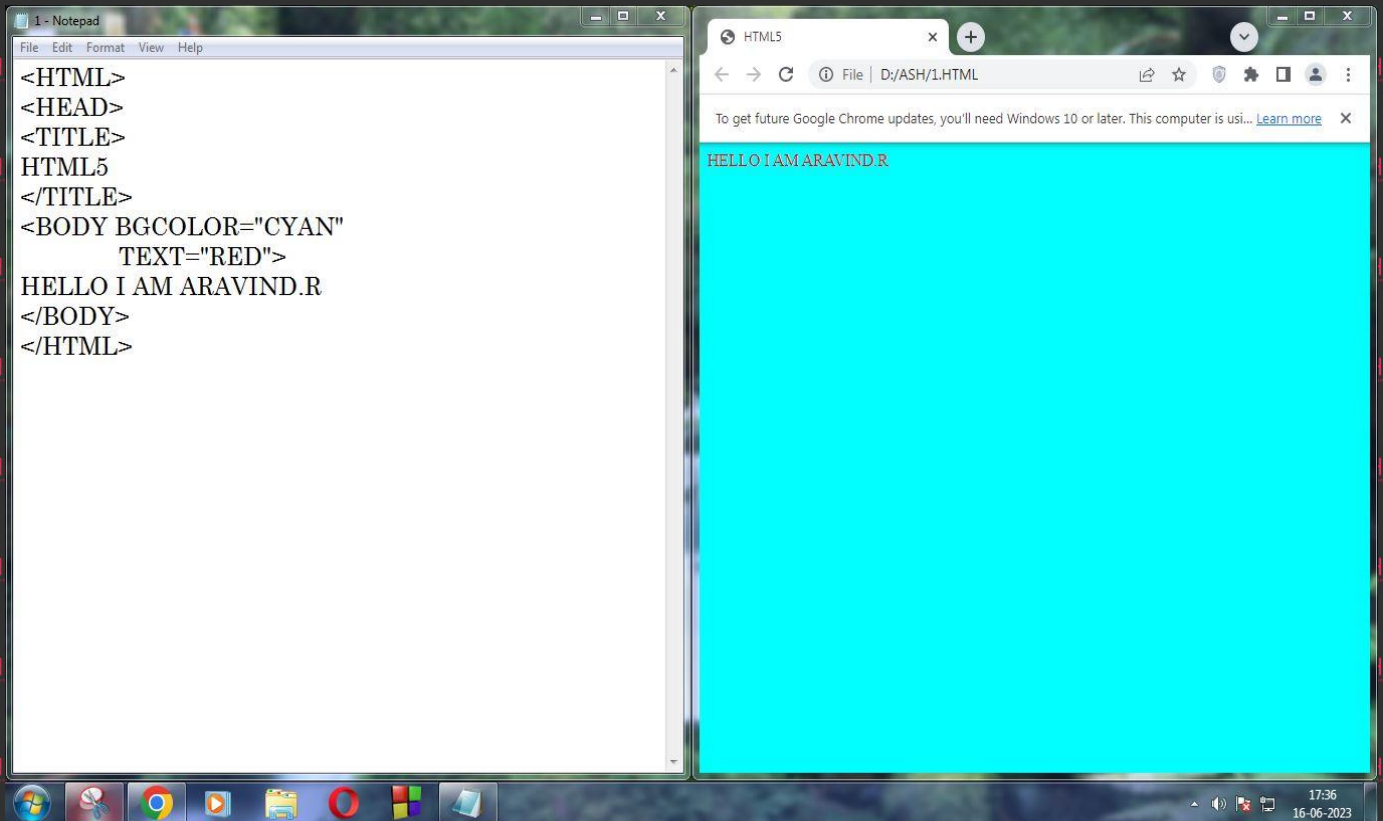 1 - Notepad
File Edit Format View Help
<HTML>
<HEAD>
<TITLE>
HTML5
</TITLE>
<BODY BGCOLOR="CYAN"
TEXT="RED">
HELLO I AM ARAVIND.R
</BODY>
</HTML>
HTML5
File D:/ASH/1.HTML
To get future Google Chrome updates, you'll need Windows 10 or later. This computer is usi... Learn more
HELLO I AM ARAVIND.R
17:36
16-06-2023